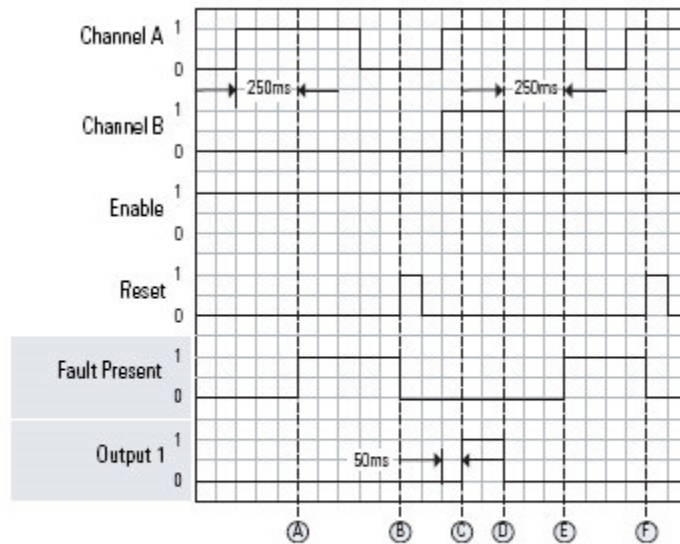 Channel A 1
0
250ms 250ms
Channel B 1
0
Enable 1
0
Reset 1
0
Fault Present 1
0
Output 1 1
50ms
0
A B C D E F